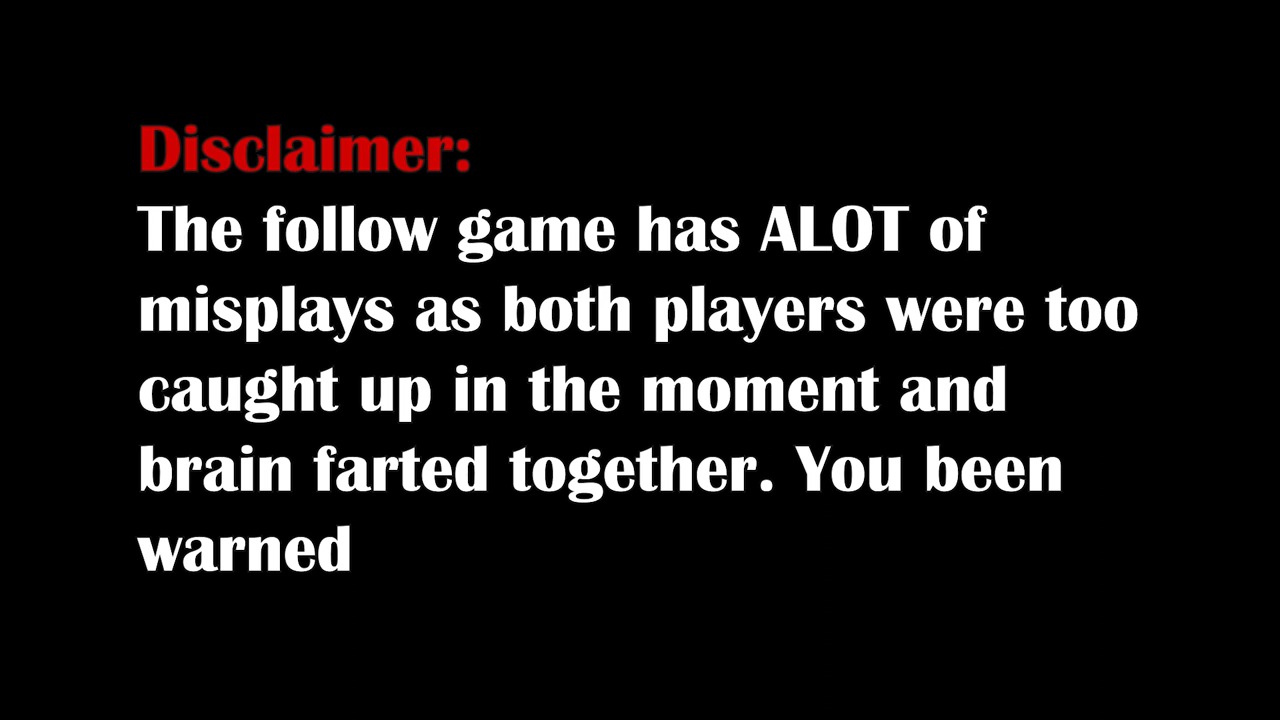 Disclaimer:
The follow game has ALOT of
misplays as both players were too
caught up in the moment and
brain farted together. You been
warned